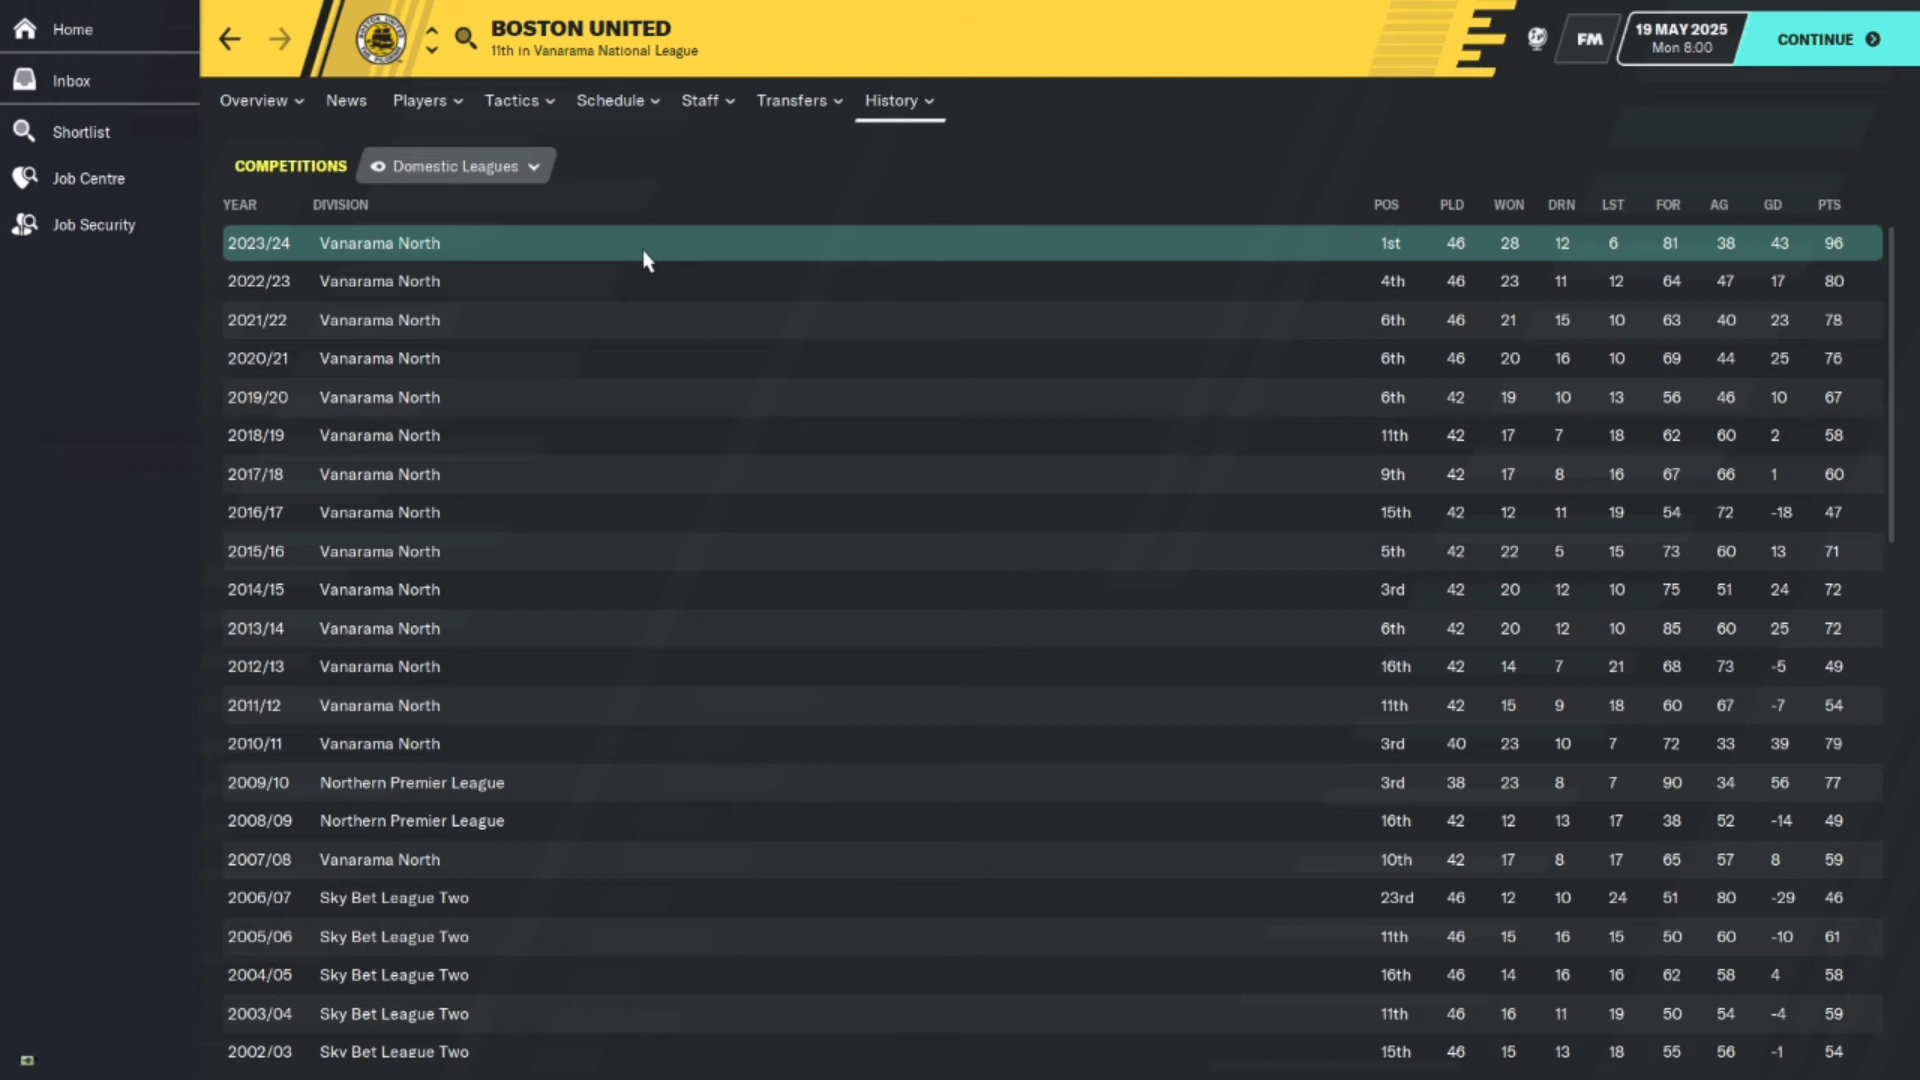 Home
Inbox
Shortlist
Job Centre
Job Security
BOSTON UNITED
11th in Vanarama National League
FM
19 MAY 2025
Mon 8:00
CONTINUE
Overview News Players Tactics Schedule Staff Transfers History
COMPETITIONS Domestic Leagues
YEAR DIVISION POS PLD WON DRN LST FOR AG GD PTS
2023/24 Vanarama North 1st 46 28 12 6 81 38 43 96
2022/23 Vanarama North 4th 46 23 11 12 64 47 17 80
2021/22 Vanarama North 6th 46 21 15 10 63 40 23 78
2020/21 Vanarama North 6th 46 20 16 10 69 44 25 76
2019/20 Vanarama North 6th 42 19 10 13 56 46 10 67
2018/19 Vanarama North 11th 42 17 7 18 62 60 2 58
2017/18 Vanarama North 9th 42 17 8 16 67 66 1 60
2016/17 Vanarama North 15th 42 12 11 19 54 72 -18 47
2015/16 Vanarama North 5th 42 22 5 15 73 60 13 71
2014/15 Vanarama North 3rd 42 20 12 10 75 51 24 72
2013/14 Vanarama North 6th 42 20 12 10 85 60 25 72
2012/13 Vanarama North 16th 42 14 7 21 68 73 -5 49
2011/12 Vanarama North 11th 42 15 9 18 60 67 -7 54
2010/11 Vanarama North 3rd 40 23 10 7 72 33 39 79
2009/10 Northern Premier League 3rd 38 23 8 7 90 34 56 77
2008/09 Northern Premier League 16th 42 12 13 17 38 52 -14 49
2007/08 Vanarama North 10th 42 17 8 17 65 57 8 59
2006/07 Sky Bet League Two 23rd 46 12 10 24 51 80 -29 46
2005/06 Sky Bet League Two 11th 46 15 16 15 50 60 -10 61
2004/05 Sky Bet League Two 16th 46 14 16 16 62 58 4 58
2003/04 Sky Bet League Two 11th 46 16 11 19 50 54 -4 59
2002/03 Sky Bet League Two 15th 46 15 13 18 55 56 -1 54